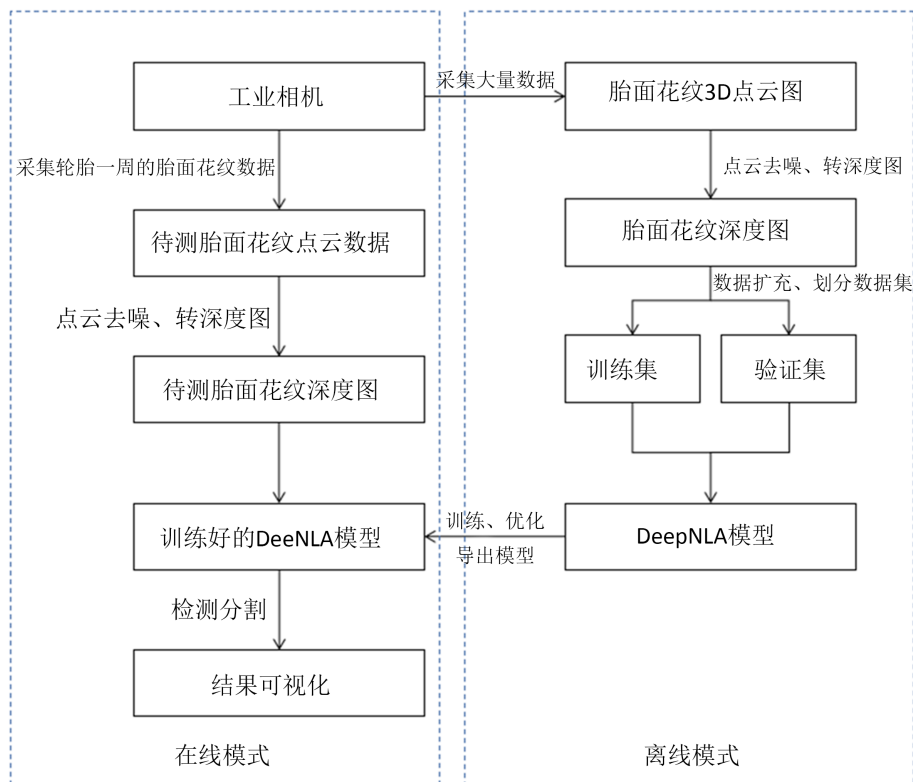 工业相机
采集大量数据
胎面花纹3D点云图
采集轮胎一周的胎面花纹数据
点云去噪、转深度图
待测胎面花纹点云数据
胎面花纹深度图
数据扩充、划分数据集
点云去噪、转深度图
训练集
验证集
待测胎面花纹深度图
训练好的DeeNLA模型
训练、优化
导出模型
DeepNLA模型
检测分割
结果可视化
在线模式
离线模式